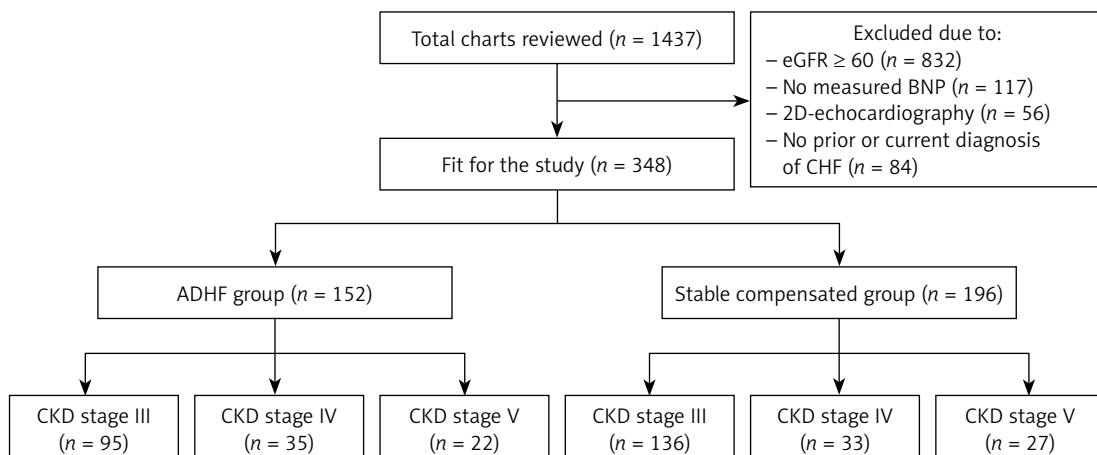 Total charts reviewed (n = 1437)
Excluded due to:
– eGFR ≥ 60 (n = 832)
– No measured BNP (n = 117)
– 2D-echocardiography (n = 56)
– No prior or current diagnosis
of CHF (n = 84)
Fit for the study (n = 348)
ADHF group (n = 152)
Stable compensated group (n = 196)
CKD stage III
(n = 95)
CKD stage IV
(n = 35)
CKD stage V
(n = 22)
CKD stage III
(n = 136)
CKD stage IV
(n = 33)
CKD stage V
(n = 27)